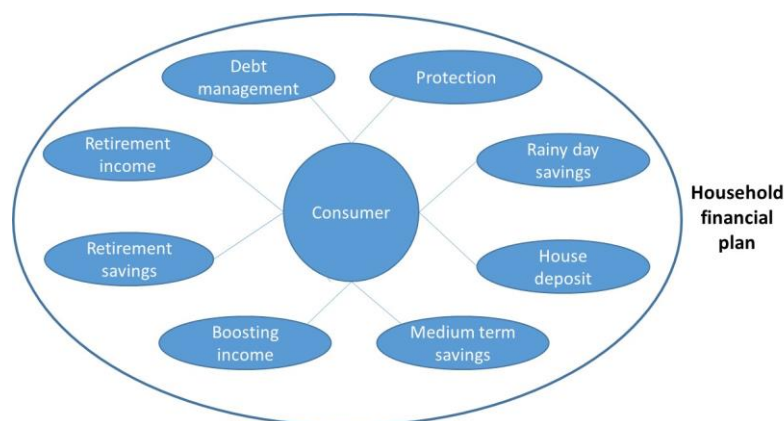 Debt
management
Protection
Retirement
income
Rainy day
savings
Consumer
Household
financial
plan
Retirement
savings
House
deposit
Boosting
income
Medium term
savings